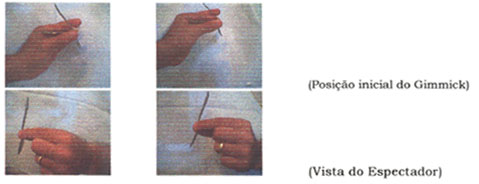 (Posição inicial do Gimmick)
(Vista do Espectador)